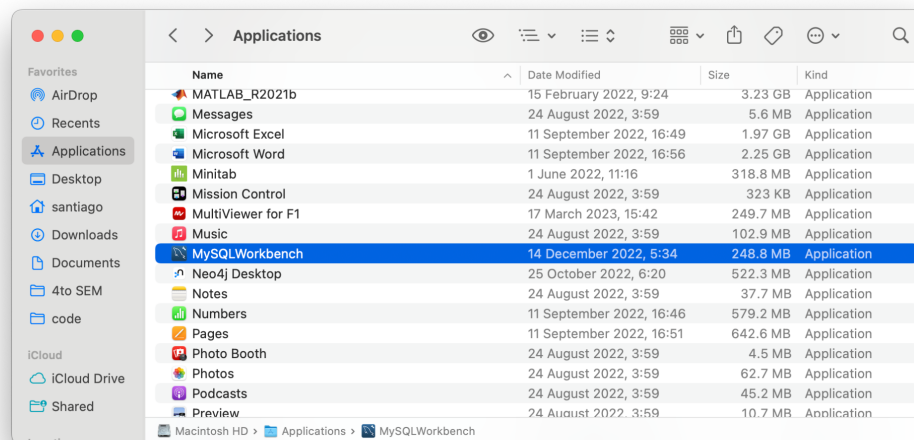 Applications
Favorites
AirDrop
Recents
Applications
Desktop
santiago
Downloads
Documents
4to SEM
code
iCloud
iCloud Drive
Shared
Name Date Modified Size Kind
MATLAB_R2021b 15 February 2022, 9:24 3.23 GB Application
Messages 24 August 2022, 3:59 5.6 MB Application
Microsoft Excel 11 September 2022, 16:49 1.97 GB Application
Microsoft Word 11 September 2022, 16:56 2.25 GB Application
Minitab 1 June 2022, 11:16 318.8 MB Application
Mission Control 24 August 2022, 3:59 323 KB Application
MultiViewer for F1 17 March 2023, 15:42 249.7 MB Application
Music 24 August 2022, 3:59 102.9 MB Application
MySQLWorkbench 14 December 2022, 5:34 248.8 MB Application
Neo4j Desktop 25 October 2022, 6:20 522.3 MB Application
Notes 24 August 2022, 3:59 37.7 MB Application
Numbers 11 September 2022, 16:46 579.2 MB Application
Pages 11 September 2022, 16:51 642.6 MB Application
Photo Booth 24 August 2022, 3:59 4.5 MB Application
Photos 24 August 2022, 3:59 62.7 MB Application
Podcasts 24 August 2022, 3:59 45.2 MB Application
Preview 24 August 2022, 3:59 10.7 MB Application
Macintosh HD › Applications › MySQLWorkbench